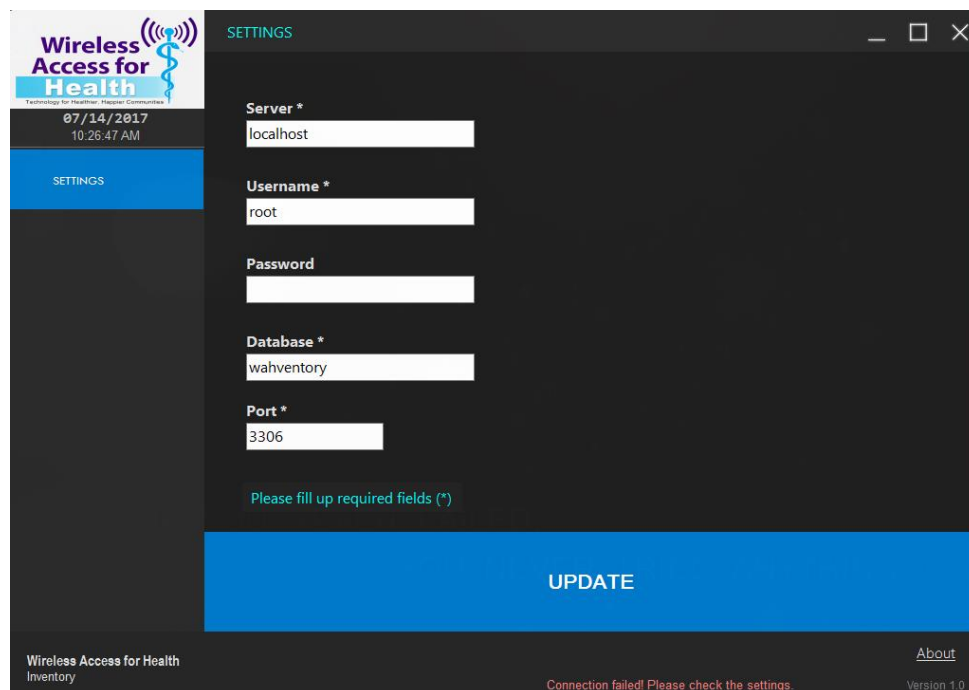 Wireless
Access for
Health
Technology for Healthier, Happier Communities
07/14/2017
10:26:47 AM
SETTINGS
SETTINGS
Server *
localhost
Username *
root
Password
Database *
wahventory
Port *
3306
Please fill up required fields (*)
UPDATE
Wireless Access for Health
Inventory
About
Connection failed! Please check the settings.
Version 1.0